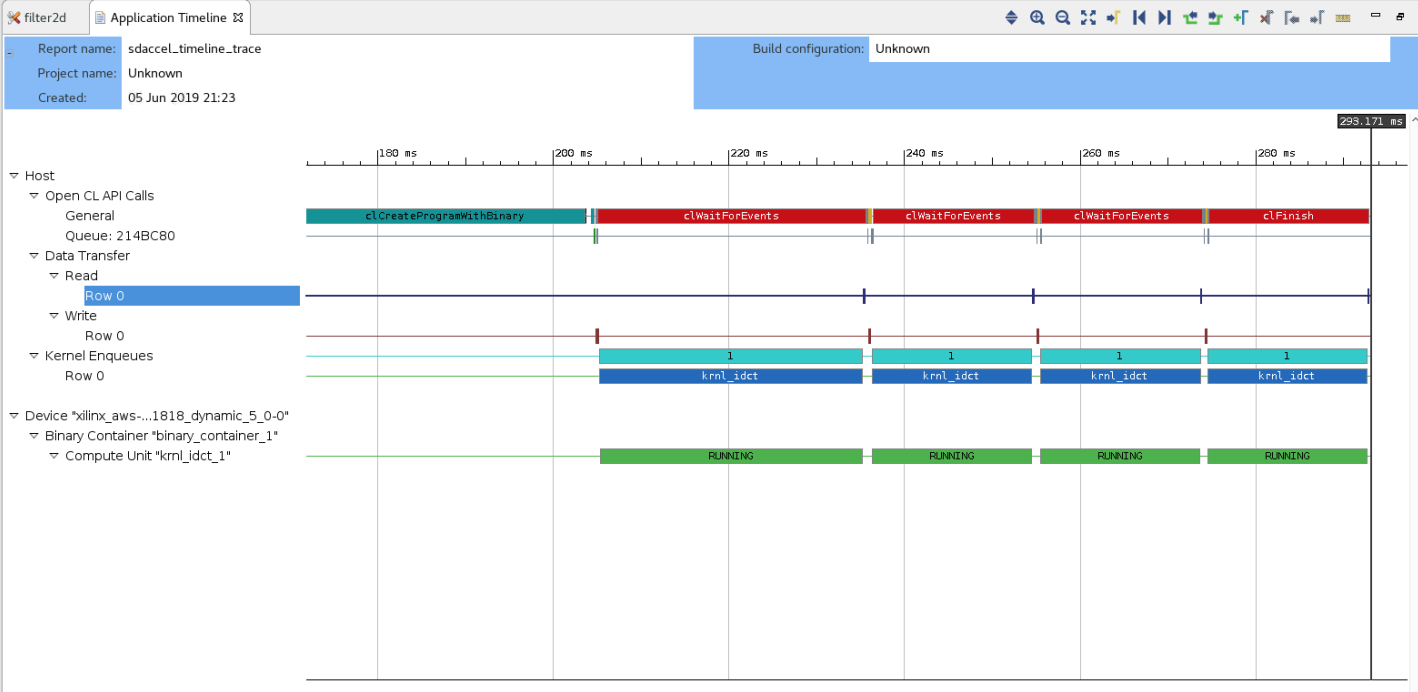 filter2d Application Timeline
Report name: sdaccel_timeline_trace Build configuration: Unknown
Project name: Unknown
Created: 05 Jun 2019 21:23
293.171 ms
180 ms 200 ms 220 ms 240 ms 260 ms 280 ms
Host
Open CL API Calls
General clCreateProgramWithBinary clWaitForEvents clWaitForEvents clWaitForEvents clFinish
Queue: 214BC80
Data Transfer
Read
Row 0
Write
Row 0
Kernel Enqueues 1 1 1 1
Row 0 krnl_idct krnl_idct krnl_idct krnl_idct
Device "xilinx_aws-...1818_dynamic_5_0-0"
Binary Container "binary_container_1"
Compute Unit "krnl_idct_1" RUNNING RUNNING RUNNING RUNNING